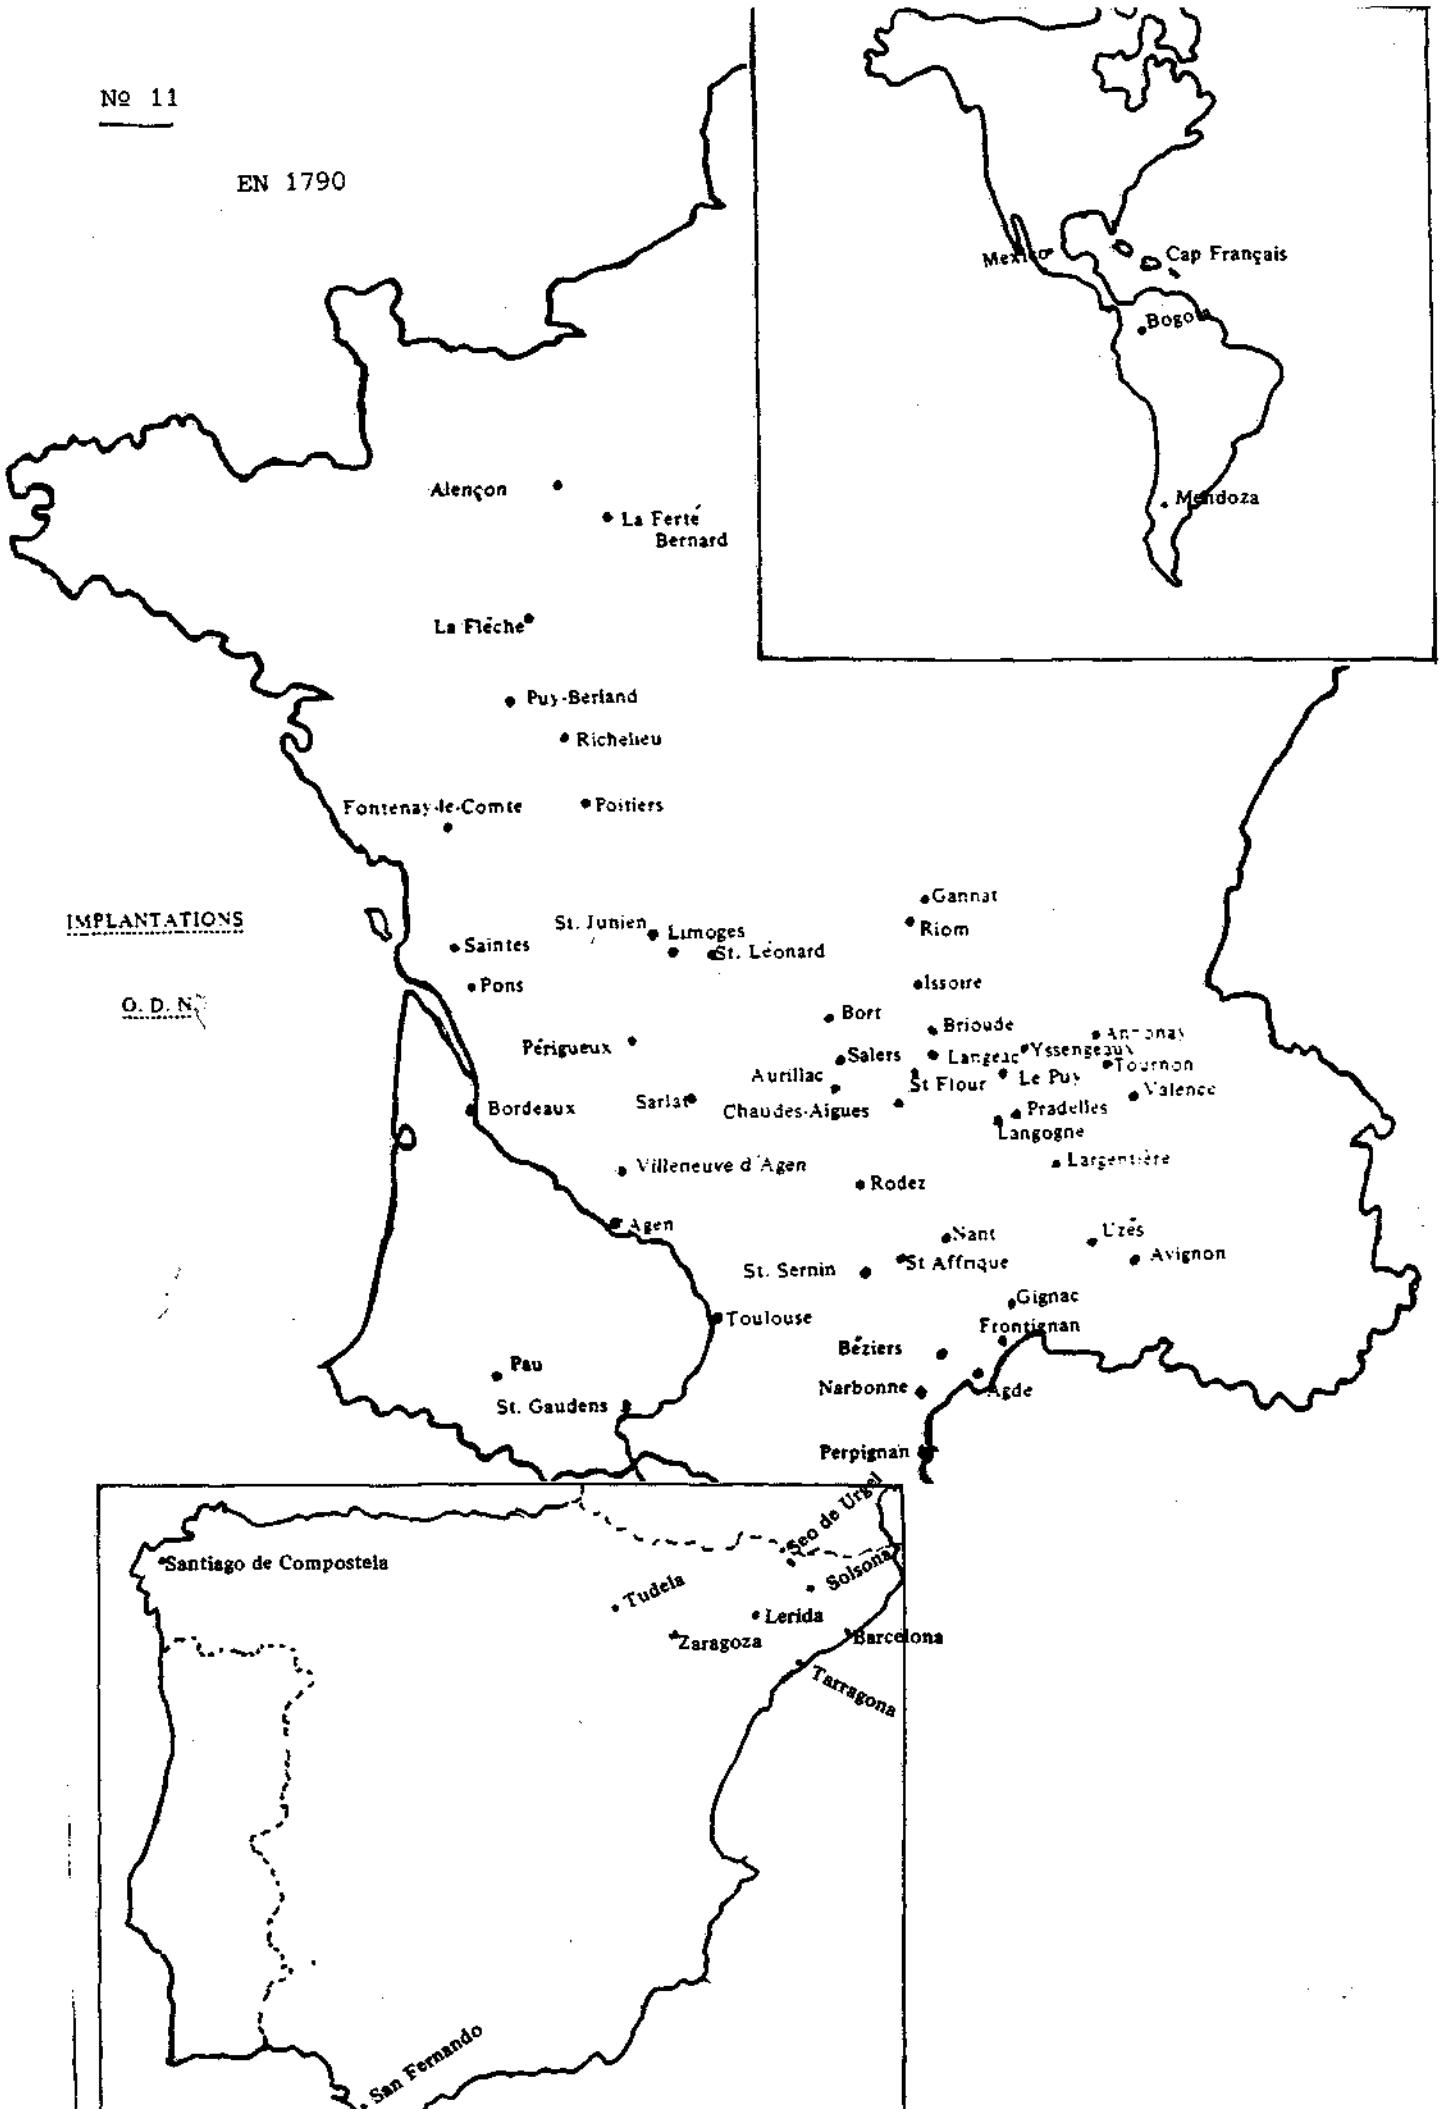 Nº 11
EN 1790
Mexico
Cap Français
Bogota
Mendoza
Alençon
La Ferté
Bernard
La Flèche
Puy-Berland
Richelieu
Fontenay-le-Comte
Poitiers
IMPLANTATIONS
O. D. N.
Gannat
Riom
St. Junien
Limoges
St. Léonard
Saintes
Pons
Issoire
Bort
Brioude
Annonay
Périgueux
Salers
Langeac
Yssengeaux
Tournon
Aurillac
St Flour
Le Puy
Valence
Bordeaux
Sarlat
Chaudes-Aigues
Pradelles
Langogne
Villeneuve d'Agen
Largentière
Rodez
Agen
Nant
Uzès
St. Sernin
St Affrique
Avignon
Gignac
Toulouse
Frontignan
Béziers
Pau
Narbonne
Agde
St. Gaudens
Perpignan
Seo de Urgel
Santiago de Compostela
Solsona
Tudela
Lerida
Zaragoza
Barcelona
Tarragona
San Fernando